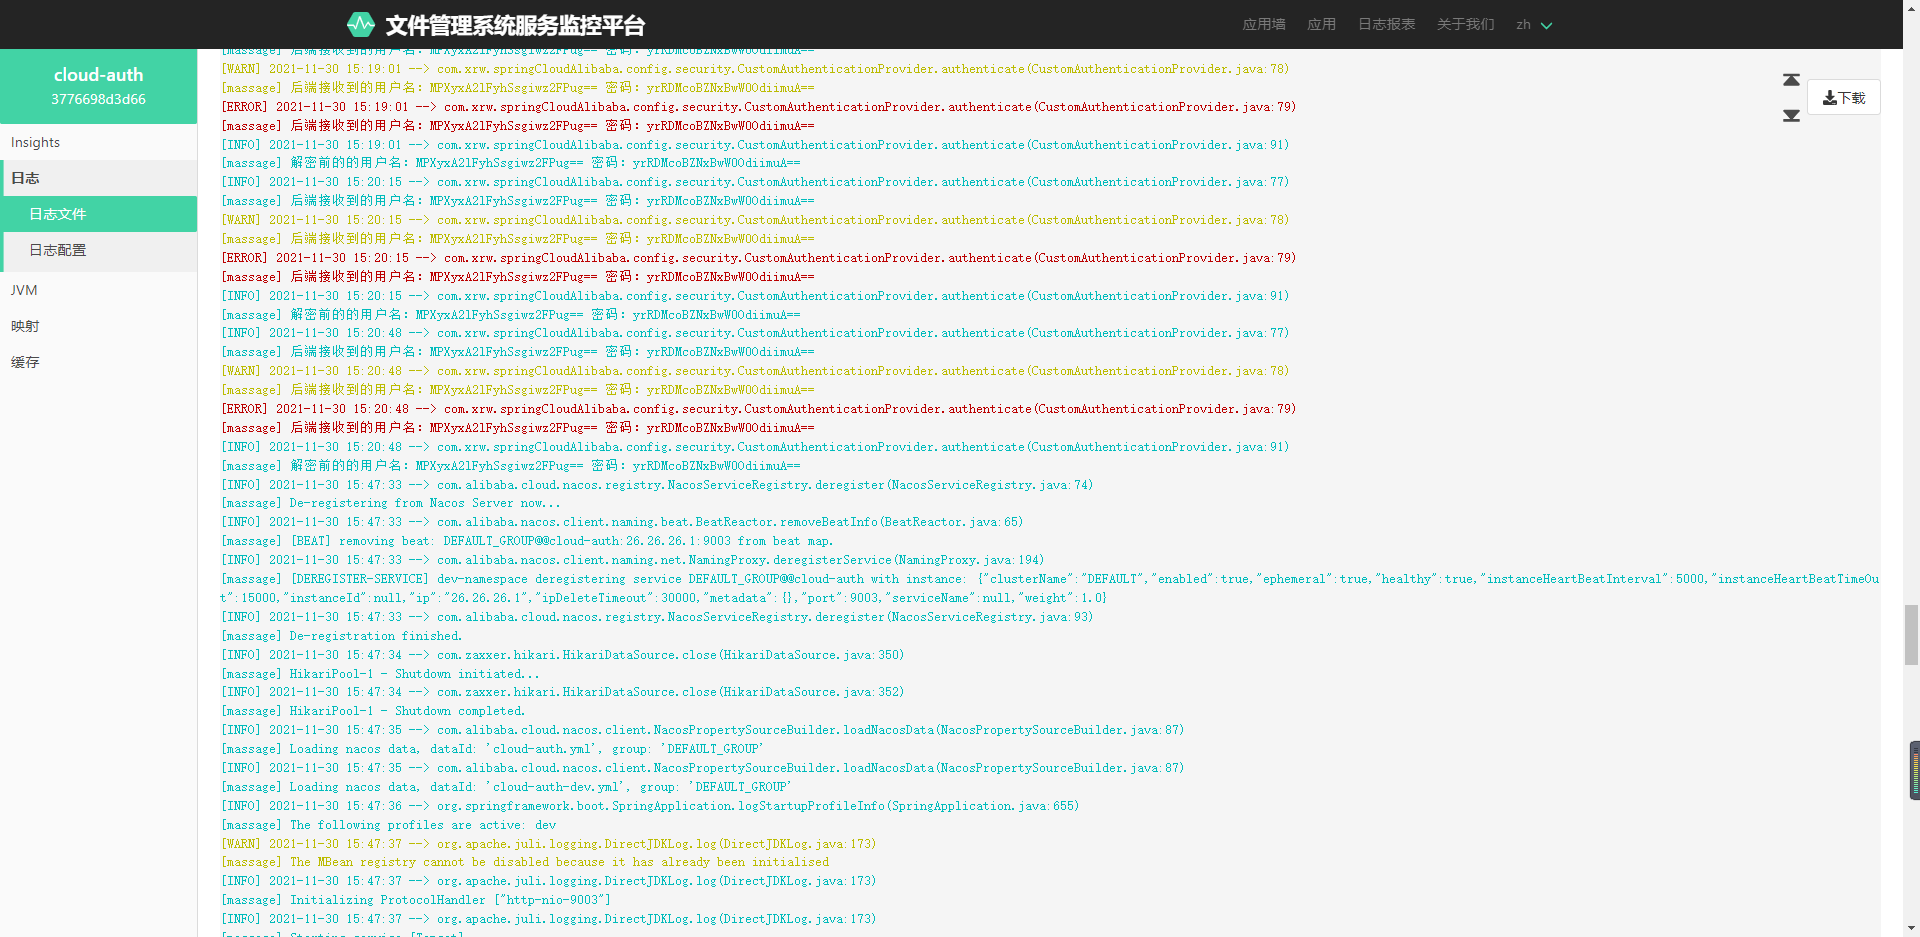 文件管理系统服务监控平台
应用墙 应用 日志报表 关于我们 zh
cloud-auth
3776698d3d66
Insights
日志
日志文件
日志配置
JVM
映射
缓存
下载
[massage] 后端接收到的用户名: MPXyxA2lFyhSsgiwz2FPug== 密码: yrRDMcoBZNxBwW0OdiimuA==
[WARN] 2021-11-30 15:19:01 --> com.xrw.springCloudAlibaba.config.security.CustomAuthenticationProvider.authenticate(CustomAuthenticationProvider.java:78)
[massage] 后端接收到的用户名: MPXyxA2lFyhSsgiwz2FPug== 密码: yrRDMcoBZNxBwW0OdiimuA==
[ERROR] 2021-11-30 15:19:01 --> com.xrw.springCloudAlibaba.config.security.CustomAuthenticationProvider.authenticate(CustomAuthenticationProvider.java:79)
[massage] 后端接收到的用户名: MPXyxA2lFyhSsgiwz2FPug== 密码: yrRDMcoBZNxBwW0OdiimuA==
[INFO] 2021-11-30 15:19:01 --> com.xrw.springCloudAlibaba.config.security.CustomAuthenticationProvider.authenticate(CustomAuthenticationProvider.java:91)
[massage] 解密前的的用户名: MPXyxA2lFyhSsgiwz2FPug== 密码: yrRDMcoBZNxBwW0OdiimuA==
[INFO] 2021-11-30 15:20:15 --> com.xrw.springCloudAlibaba.config.security.CustomAuthenticationProvider.authenticate(CustomAuthenticationProvider.java:77)
[massage] 后端接收到的用户名: MPXyxA2lFyhSsgiwz2FPug== 密码: yrRDMcoBZNxBwW0OdiimuA==
[WARN] 2021-11-30 15:20:15 --> com.xrw.springCloudAlibaba.config.security.CustomAuthenticationProvider.authenticate(CustomAuthenticationProvider.java:78)
[massage] 后端接收到的用户名: MPXyxA2lFyhSsgiwz2FPug== 密码: yrRDMcoBZNxBwW0OdiimuA==
[ERROR] 2021-11-30 15:20:15 --> com.xrw.springCloudAlibaba.config.security.CustomAuthenticationProvider.authenticate(CustomAuthenticationProvider.java:79)
[massage] 后端接收到的用户名: MPXyxA2lFyhSsgiwz2FPug== 密码: yrRDMcoBZNxBwW0OdiimuA==
[INFO] 2021-11-30 15:20:15 --> com.xrw.springCloudAlibaba.config.security.CustomAuthenticationProvider.authenticate(CustomAuthenticationProvider.java:91)
[massage] 解密前的的用户名: MPXyxA2lFyhSsgiwz2FPug== 密码: yrRDMcoBZNxBwW0OdiimuA==
[INFO] 2021-11-30 15:20:48 --> com.xrw.springCloudAlibaba.config.security.CustomAuthenticationProvider.authenticate(CustomAuthenticationProvider.java:77)
[massage] 后端接收到的用户名: MPXyxA2lFyhSsgiwz2FPug== 密码: yrRDMcoBZNxBwW0OdiimuA==
[WARN] 2021-11-30 15:20:48 --> com.xrw.springCloudAlibaba.config.security.CustomAuthenticationProvider.authenticate(CustomAuthenticationProvider.java:78)
[massage] 后端接收到的用户名: MPXyxA2lFyhSsgiwz2FPug== 密码: yrRDMcoBZNxBwW0OdiimuA==
[ERROR] 2021-11-30 15:20:48 --> com.xrw.springCloudAlibaba.config.security.CustomAuthenticationProvider.authenticate(CustomAuthenticationProvider.java:79)
[massage] 后端接收到的用户名: MPXyxA2lFyhSsgiwz2FPug== 密码: yrRDMcoBZNxBwW0OdiimuA==
[INFO] 2021-11-30 15:20:48 --> com.xrw.springCloudAlibaba.config.security.CustomAuthenticationProvider.authenticate(CustomAuthenticationProvider.java:91)
[massage] 解密前的的用户名: MPXyxA2lFyhSsgiwz2FPug== 密码: yrRDMcoBZNxBwW0OdiimuA==
[INFO] 2021-11-30 15:47:33 --> com.alibaba.cloud.nacos.registry.NacosServiceRegistry.deregister(NacosServiceRegistry.java:74)
[massage] De-registering from Nacos Server now...
[INFO] 2021-11-30 15:47:33 --> com.alibaba.nacos.client.naming.beat.BeatReactor.removeBeatInfo(BeatReactor.java:65)
[massage] [BEAT] removing beat: DEFAULT_GROUP@@cloud-auth:26.26.26.1:9003 from beat map.
[INFO] 2021-11-30 15:47:33 --> com.alibaba.nacos.client.naming.net.NamingProxy.deregisterService(NamingProxy.java:194)
[massage] [DEREGISTER-SERVICE] dev-namespace deregistering service DEFAULT_GROUP@@cloud-auth with instance: {"clusterName":"DEFAULT","enabled":true,"ephemeral":true,"healthy":true,"instanceHeartBeatInterval":5000,"instanceHeartBeatTimeOu
t":15000,"instanceId":null,"ip":"26.26.26.1","ipDeleteTimeout":30000,"metadata":{},"port":9003,"serviceName":null,"weight":1.0}
[INFO] 2021-11-30 15:47:33 --> com.alibaba.cloud.nacos.registry.NacosServiceRegistry.deregister(NacosServiceRegistry.java:93)
[massage] De-registration finished.
[INFO] 2021-11-30 15:47:34 --> com.zaxxer.hikari.HikariDataSource.close(HikariDataSource.java:350)
[massage] HikariPool-1 - Shutdown initiated...
[INFO] 2021-11-30 15:47:34 --> com.zaxxer.hikari.HikariDataSource.close(HikariDataSource.java:352)
[massage] HikariPool-1 - Shutdown completed.
[INFO] 2021-11-30 15:47:35 --> com.alibaba.cloud.nacos.client.NacosPropertySourceBuilder.loadNacosData(NacosPropertySourceBuilder.java:87)
[massage] Loading nacos data, dataId: 'cloud-auth.yml', group: 'DEFAULT_GROUP'
[INFO] 2021-11-30 15:47:35 --> com.alibaba.cloud.nacos.client.NacosPropertySourceBuilder.loadNacosData(NacosPropertySourceBuilder.java:87)
[massage] Loading nacos data, dataId: 'cloud-auth-dev.yml', group: 'DEFAULT_GROUP'
[INFO] 2021-11-30 15:47:36 --> org.springframework.boot.SpringApplication.logStartupProfileInfo(SpringApplication.java:655)
[massage] The following profiles are active: dev
[WARN] 2021-11-30 15:47:37 --> org.apache.juli.logging.DirectJDKLog.log(DirectJDKLog.java:173)
[massage] The MBean registry cannot be disabled because it has already been initialised
[INFO] 2021-11-30 15:47:37 --> org.apache.juli.logging.DirectJDKLog.log(DirectJDKLog.java:173)
[massage] Initializing ProtocolHandler ["http-nio-9003"]
[INFO] 2021-11-30 15:47:37 --> org.apache.juli.logging.DirectJDKLog.log(DirectJDKLog.java:173)
[massage] Starting service [Tomcat]